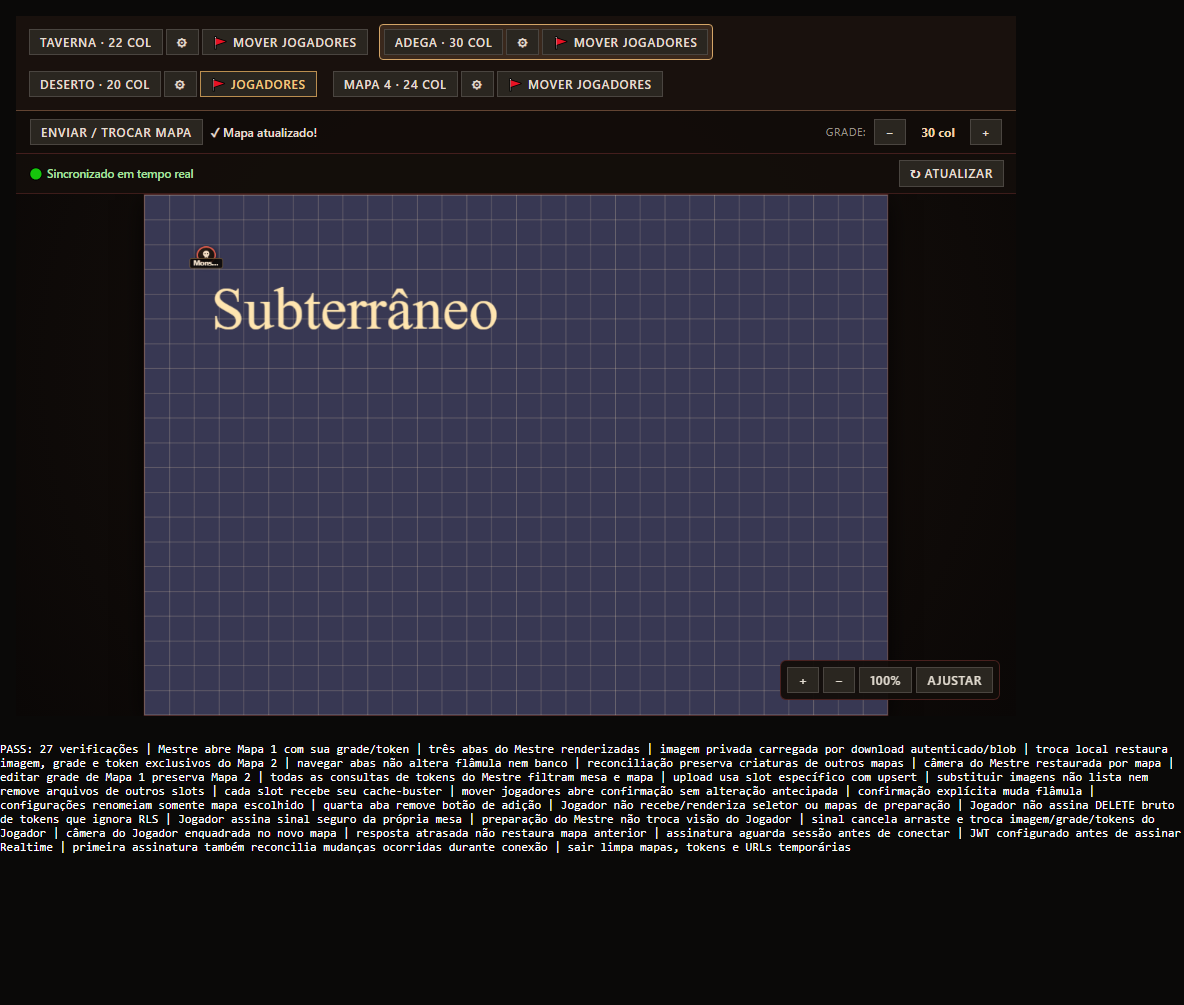 TAVERNA · 22 COL ⚙ MOVER JOGADORES ADEGA · 30 COL ⚙ MOVER JOGADORES
DESERTO · 20 COL ⚙ JOGADORES MAPA 4 · 24 COL ⚙ MOVER JOGADORES
ENVIAR / TROCAR MAPA ✓ Mapa atualizado! GRADE: − 30 col +
Sincronizado em tempo real ↻ ATUALIZAR
Mons...
Subterrâneo
+ − 100% AJUSTAR
PASS: 27 verificações | Mestre abre Mapa 1 com sua grade/token | três abas do Mestre renderizadas | imagem privada carregada por download autenticado/blob | troca local restaura
imagem, grade e token exclusivos do Mapa 2 | navegar abas não altera flâmula nem banco | reconciliação preserva criaturas de outros mapas | câmera do Mestre restaurada por mapa |
editar grade de Mapa 1 preserva Mapa 2 | todas as consultas de tokens do Mestre filtram mesa e mapa | upload usa slot específico com upsert | substituir imagens não lista nem
remove arquivos de outros slots | cada slot recebe seu cache-buster | mover jogadores abre confirmação sem alteração antecipada | confirmação explícita muda flâmula |
configurações renomeiam somente mapa escolhido | quarta aba remove botão de adição | Jogador não recebe/renderiza seletor ou mapas de preparação | Jogador não assina DELETE bruto
de tokens que ignora RLS | Jogador assina sinal seguro da própria mesa | preparação do Mestre não troca visão do Jogador | sinal cancela arraste e troca imagem/grade/tokens do
Jogador | câmera do Jogador enquadrada no novo mapa | resposta atrasada não restaura mapa anterior | assinatura aguarda sessão antes de conectar | JWT configurado antes de assinar
Realtime | primeira assinatura também reconcilia mudanças ocorridas durante conexão | sair limpa mapas, tokens e URLs temporárias